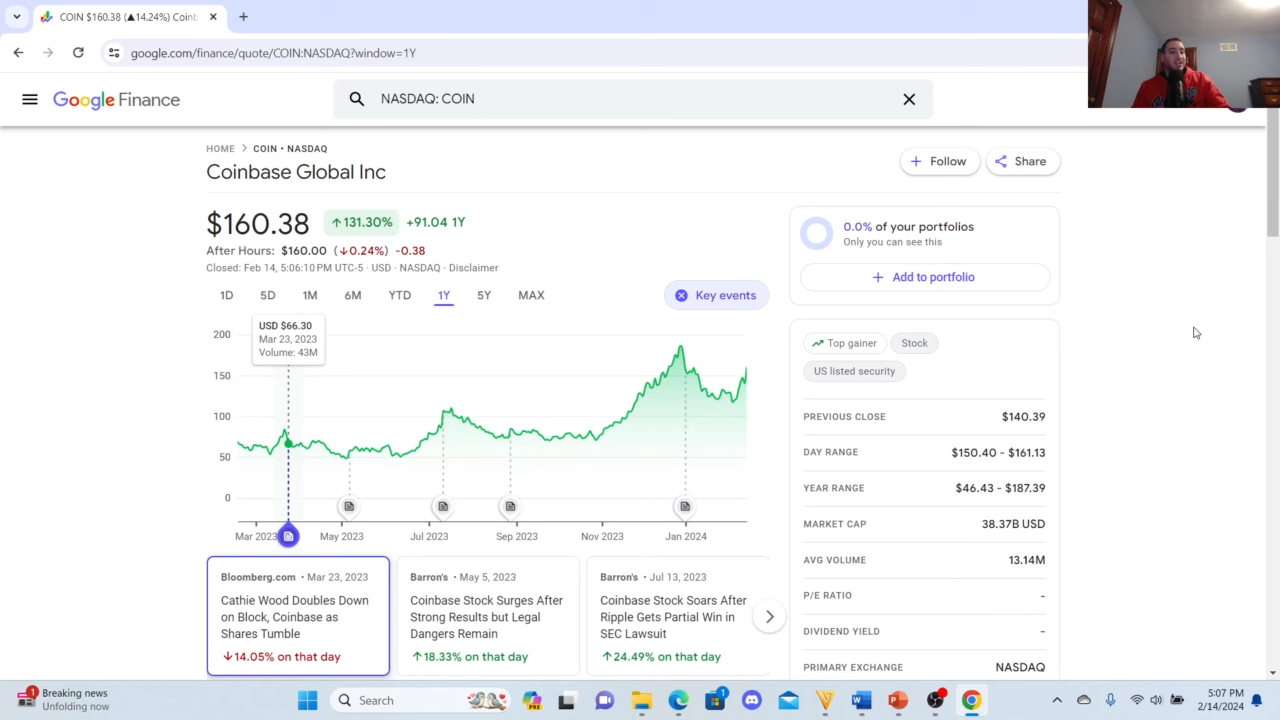 COIN $160.38 (▲14.24%) Coinb
google.com/finance/quote/COIN:NASDAQ?window=1Y
Google Finance
NASDAQ: COIN
HOME > COIN • NASDAQ
Coinbase Global Inc
+ Follow
Share
$160.38 ↑131.30% +91.04 1Y
After Hours: $160.00 (↓0.24%) -0.38
Closed: Feb 14, 5:06:10 PM UTC-5 · USD · NASDAQ · Disclaimer
1D 5D 1M 6M YTD 1Y 5Y MAX
Key events
USD $66.30
Mar 23, 2023
Volume: 43M
200
150
100
50
0
Mar 2023 May 2023 Jul 2023 Sep 2023 Nov 2023 Jan 2024
Bloomberg.com • Mar 23, 2023
Cathie Wood Doubles Down
on Block, Coinbase as
Shares Tumble
↓14.05% on that day
Barron's • May 5, 2023
Coinbase Stock Surges After
Strong Results but Legal
Dangers Remain
↑18.33% on that day
Barron's • Jul 13, 2023
Coinbase Stock Soars After
Ripple Gets Partial Win in
SEC Lawsuit
↑24.49% on that day
0.0% of your portfolios
Only you can see this
+ Add to portfolio
Top gainer
Stock
US listed security
PREVIOUS CLOSE $140.39
DAY RANGE $150.40 - $161.13
YEAR RANGE $46.43 - $187.39
MARKET CAP 38.37B USD
AVG VOLUME 13.14M
P/E RATIO -
DIVIDEND YIELD -
PRIMARY EXCHANGE NASDAQ
1
Breaking news
Unfolding now
Search
1
5:07 PM
2/14/2024